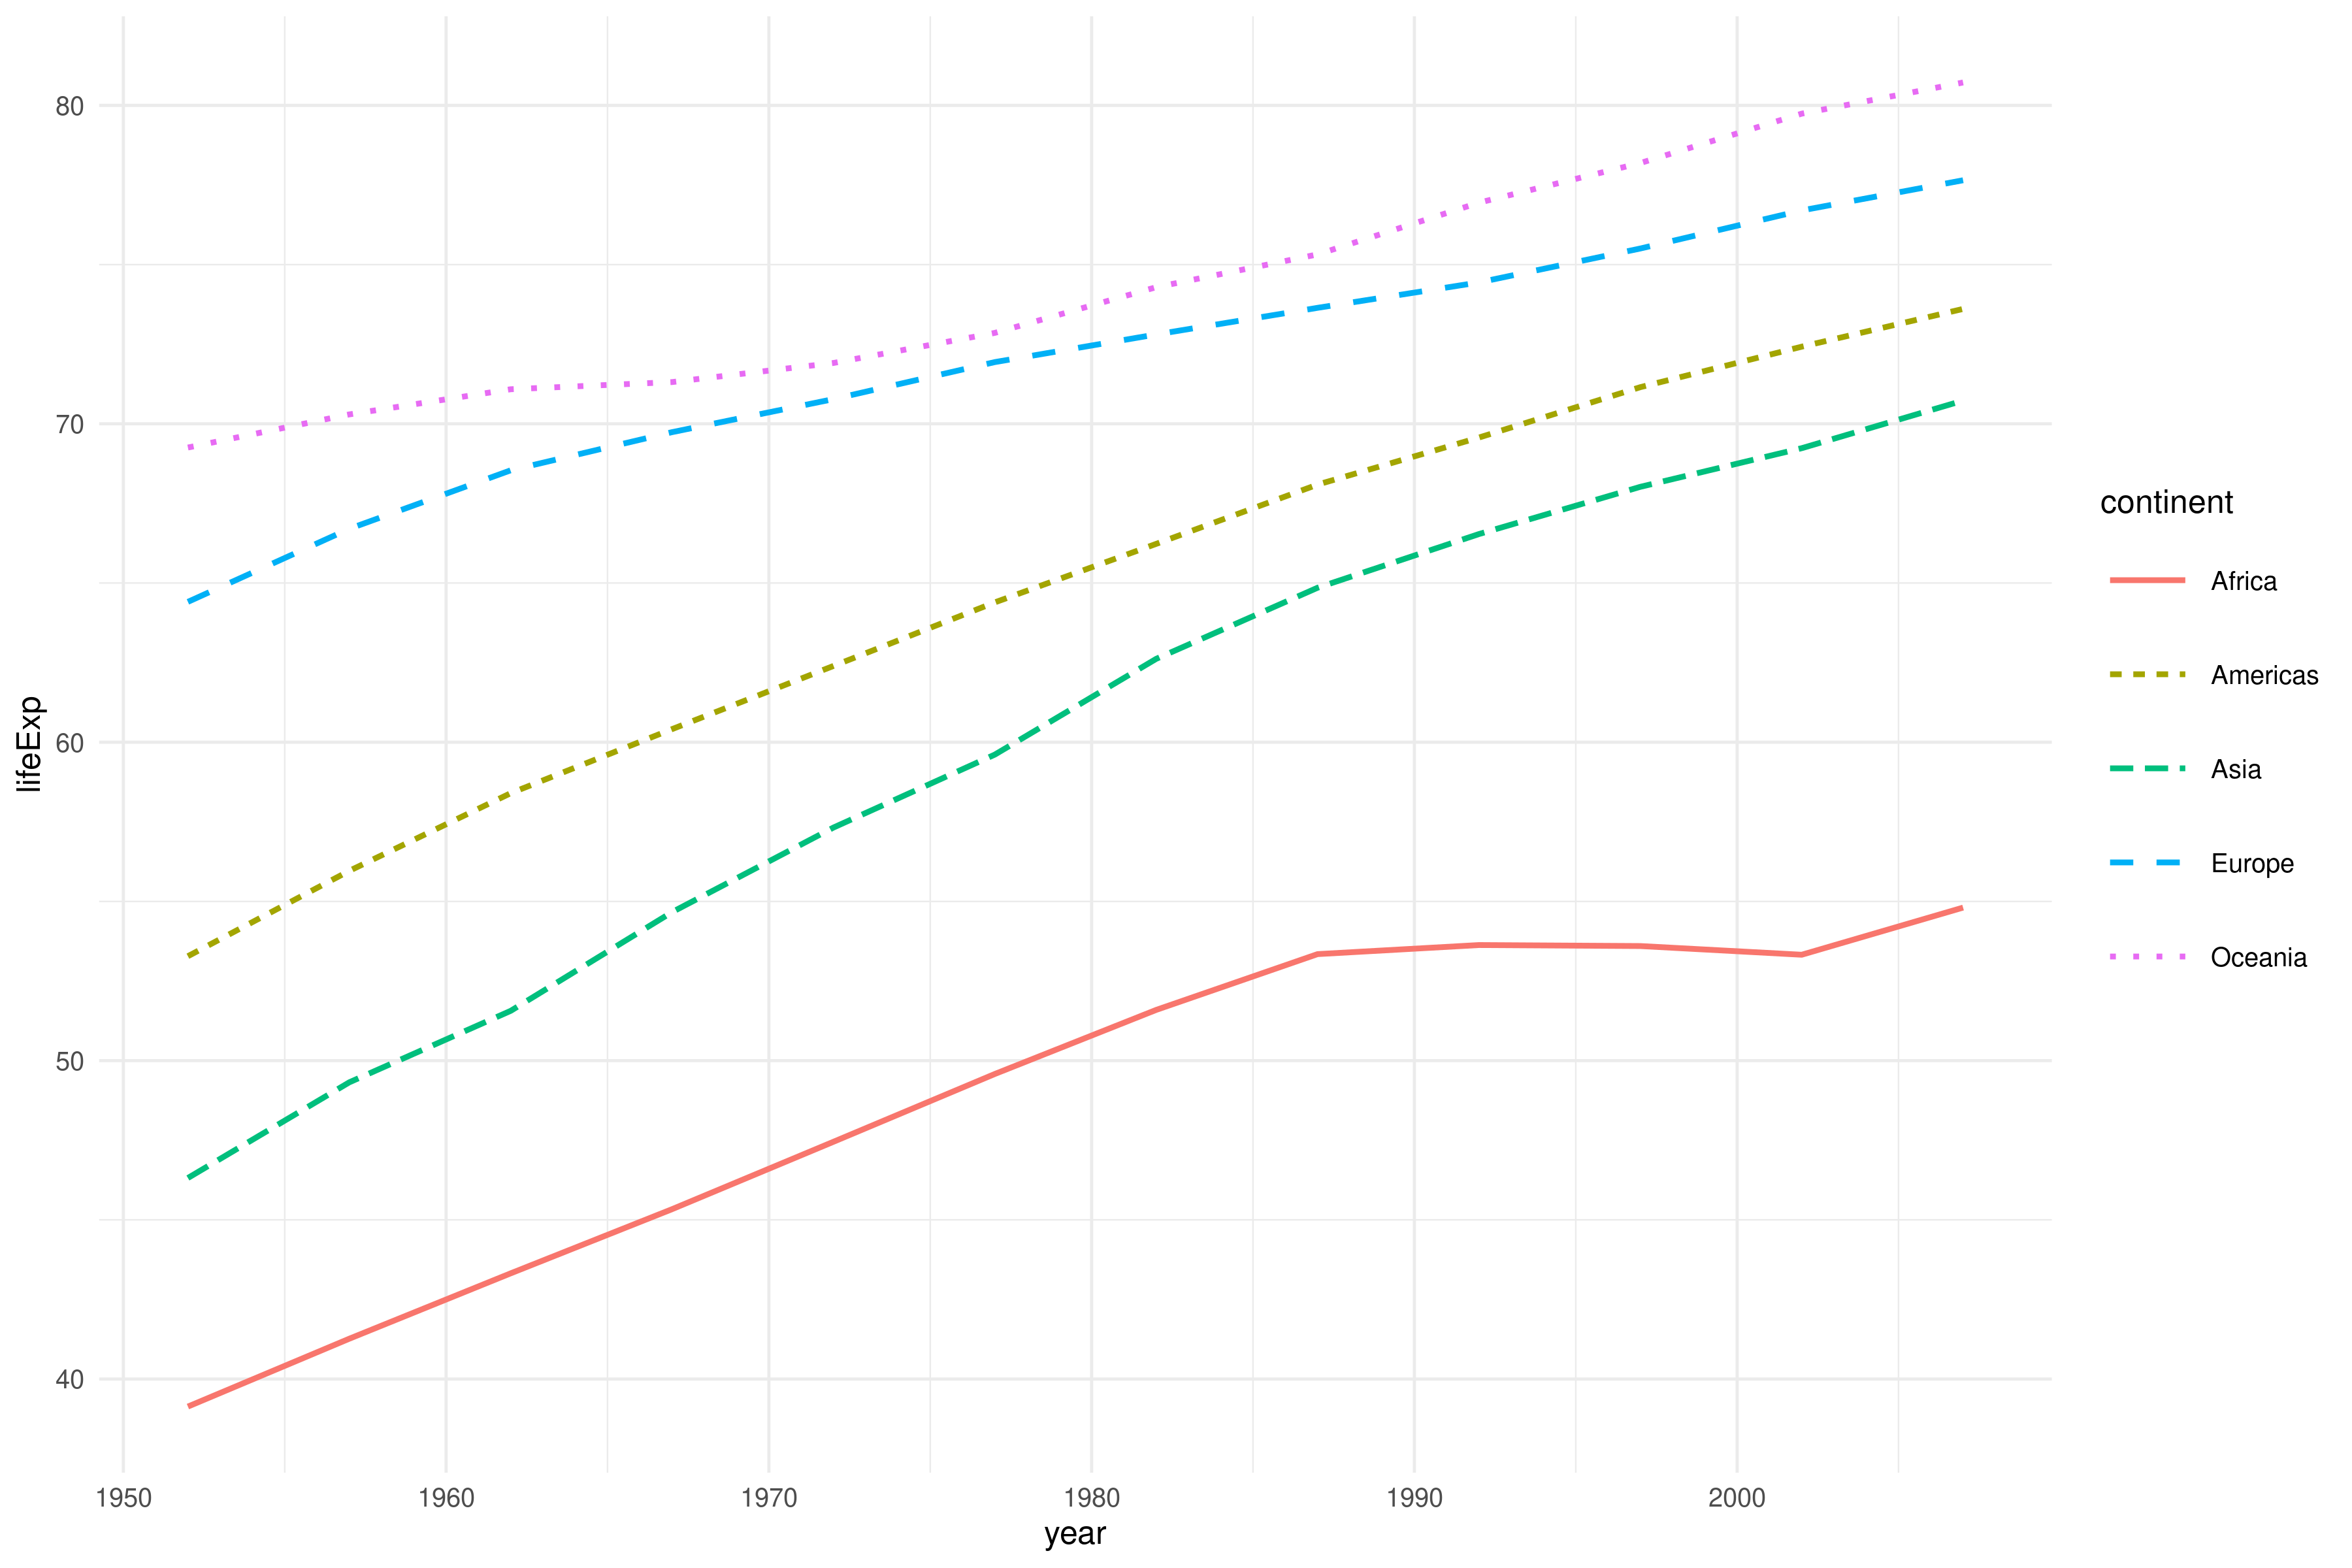 80
70
60
50
40
lifeExp
1950 1960 1970 1980 1990 2000
year
continent
Africa
Americas
Asia
Europe
Oceania